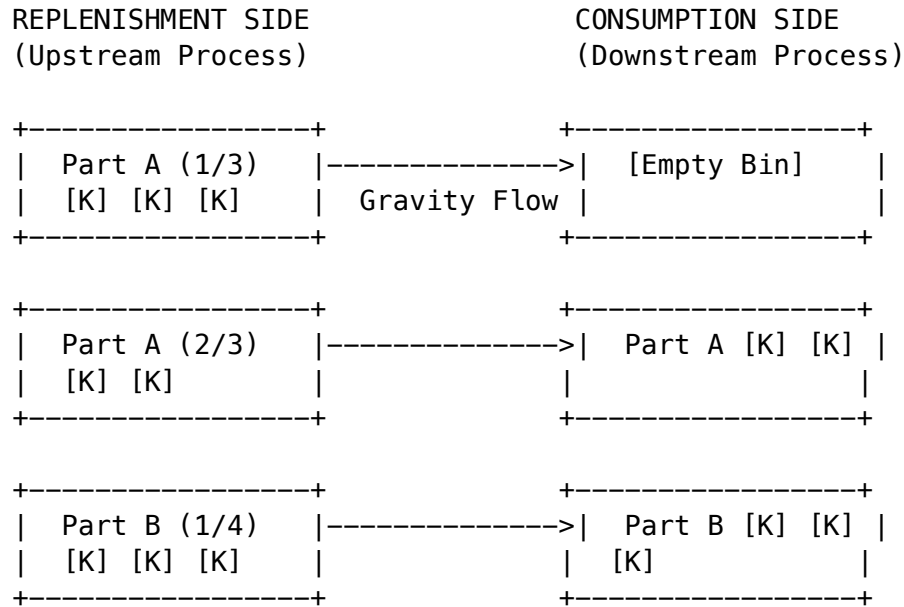 REPLENISHMENT SIDE CONSUMPTION SIDE
(Upstream Process) (Downstream Process)
Part A (1/3) [Empty Bin]
[K] [K] [K] Gravity Flow
Part A (2/3) Part A [K] [K]
[K] [K]
Part B (1/4) Part B [K] [K]
[K] [K] [K] [K]